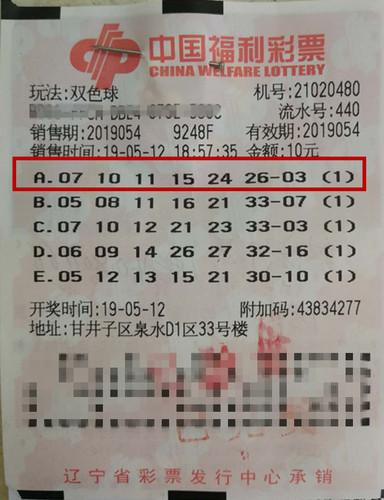 中国福利彩票
CHINA WELFARE LOTTERY
玩法:双色球 机号:21020480
流水号:440
销售期:2019054 9248F 有效期:2019054
销售时间:19-05-12 18:57:35 金额:10元
A.07 10 11 15 24 26-03 (1)
B.05 08 11 16 21 33-07 (1)
C.07 10 12 21 23 33-03 (1)
D.06 09 14 26 27 32-16 (1)
E.05 12 13 15 21 30-10 (1)
开奖时间:19-05-12 附加码:43834277
地址:甘井子区泉水D1区33号楼
辽宁省彩票发行中心承销